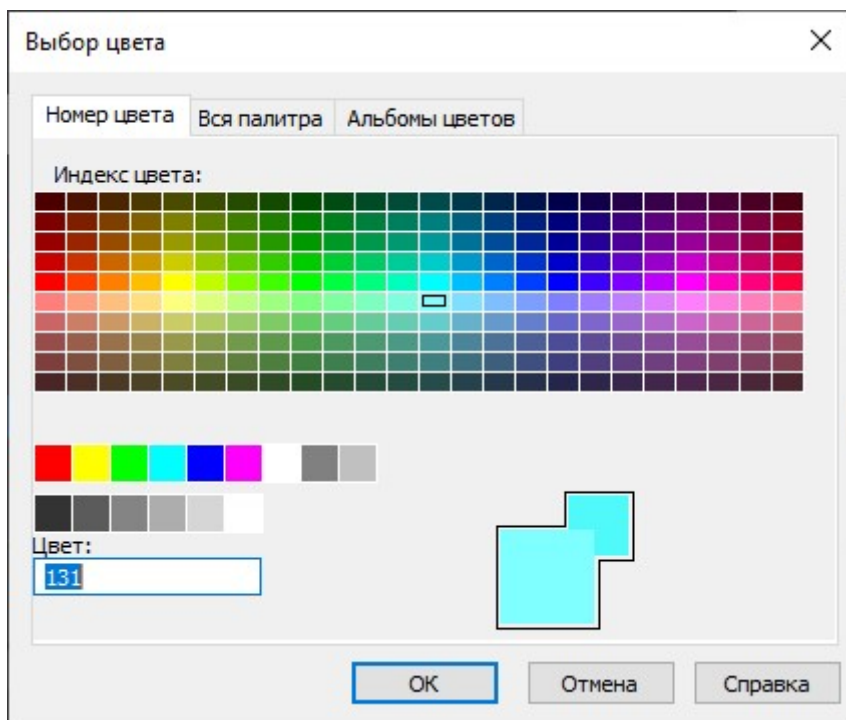 Выбор цвета
Номер цвета Вся палитра Альбомы цветов
Индекс цвета:
Цвет:
131
OK Отмена Справка